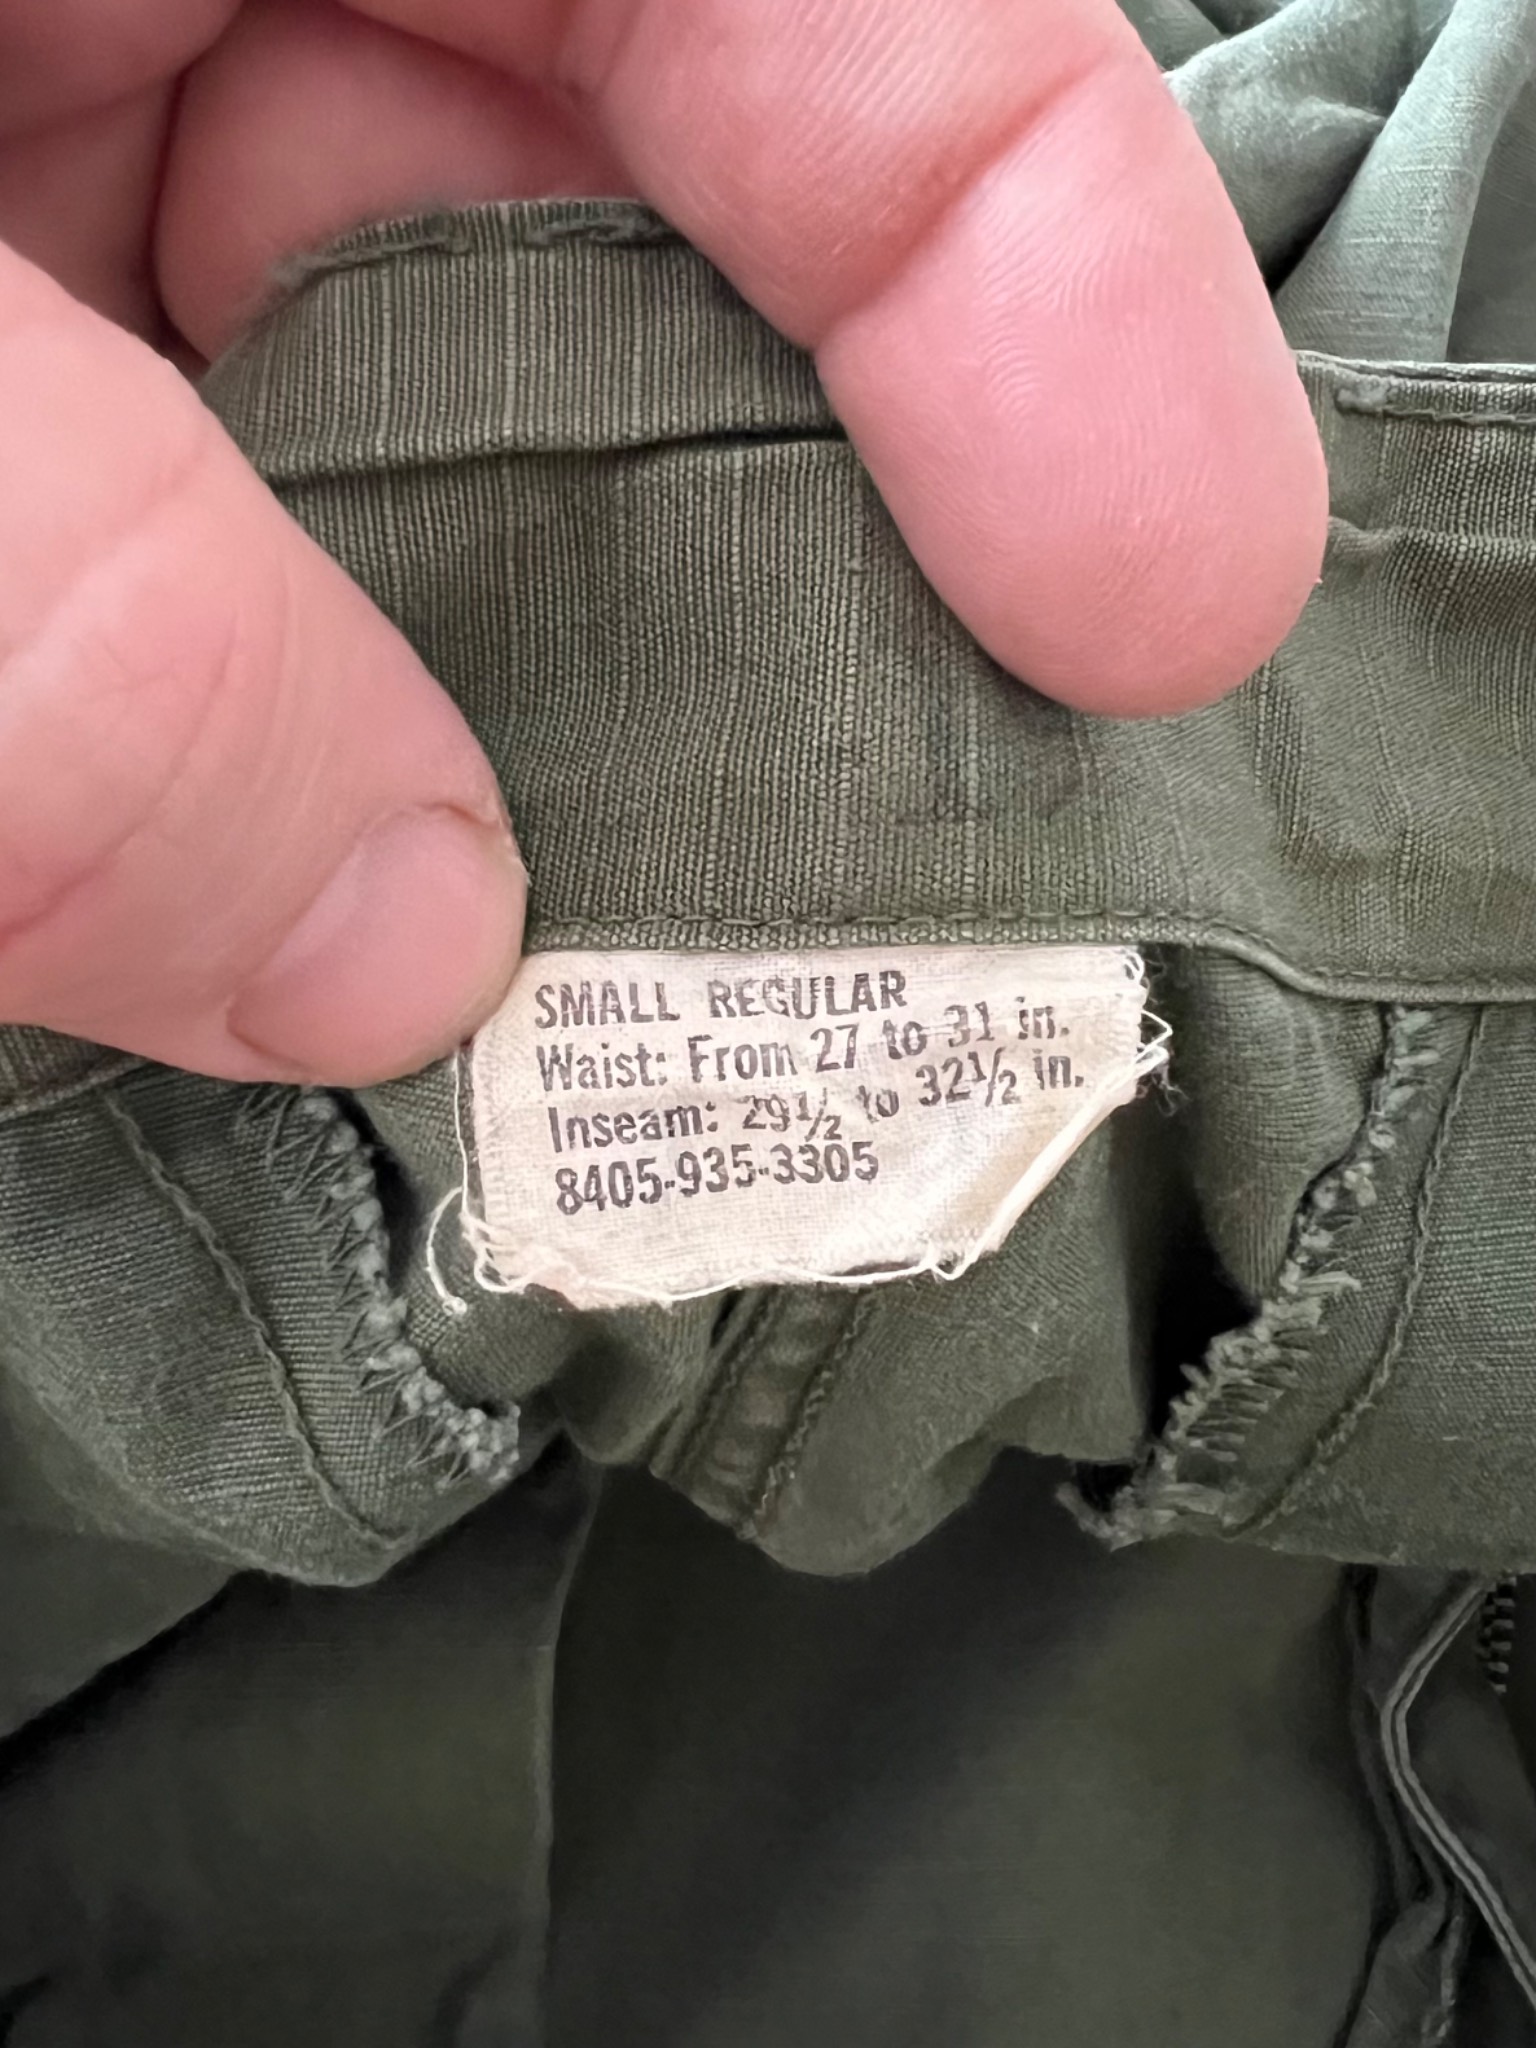 SMALL REGULAR
Waist: From 27 to 31 in.
Inseam: 29½ to 32½ in.
8405-935-3305